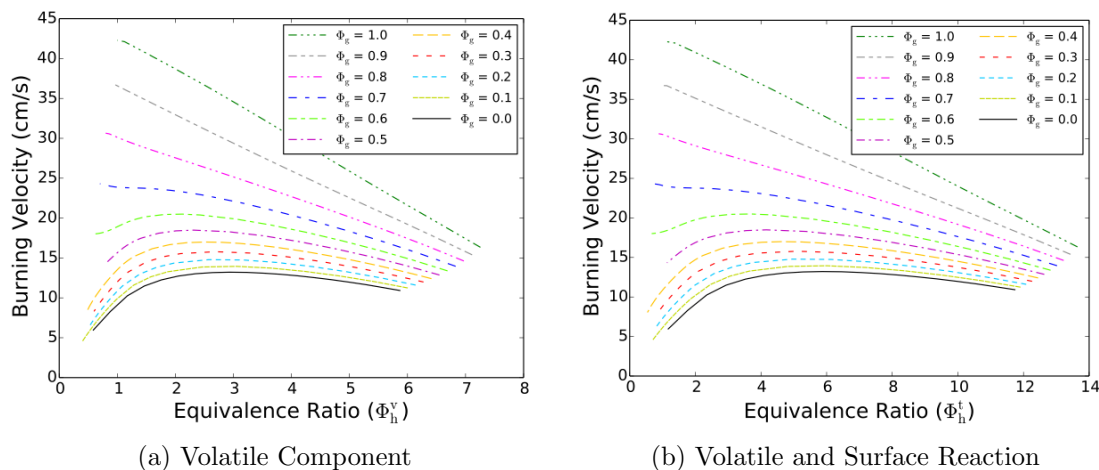 45
40
35
30
25
20
15
10
5
0
Burning Velocity (cm/s)
Φg = 1.0
Φg = 0.9
Φg = 0.8
Φg = 0.7
Φg = 0.6
Φg = 0.5
Φg = 0.4
Φg = 0.3
Φg = 0.2
Φg = 0.1
Φg = 0.0
0 1 2 3 4 5 6 7 8
Equivalence Ratio (Φhv)
(a) Volatile Component
45
40
35
30
25
20
15
10
5
0
Burning Velocity (cm/s)
Φg = 1.0
Φg = 0.9
Φg = 0.8
Φg = 0.7
Φg = 0.6
Φg = 0.5
Φg = 0.4
Φg = 0.3
Φg = 0.2
Φg = 0.1
Φg = 0.0
0 2 4 6 8 10 12 14
Equivalence Ratio (Φht)
(b) Volatile and Surface Reaction